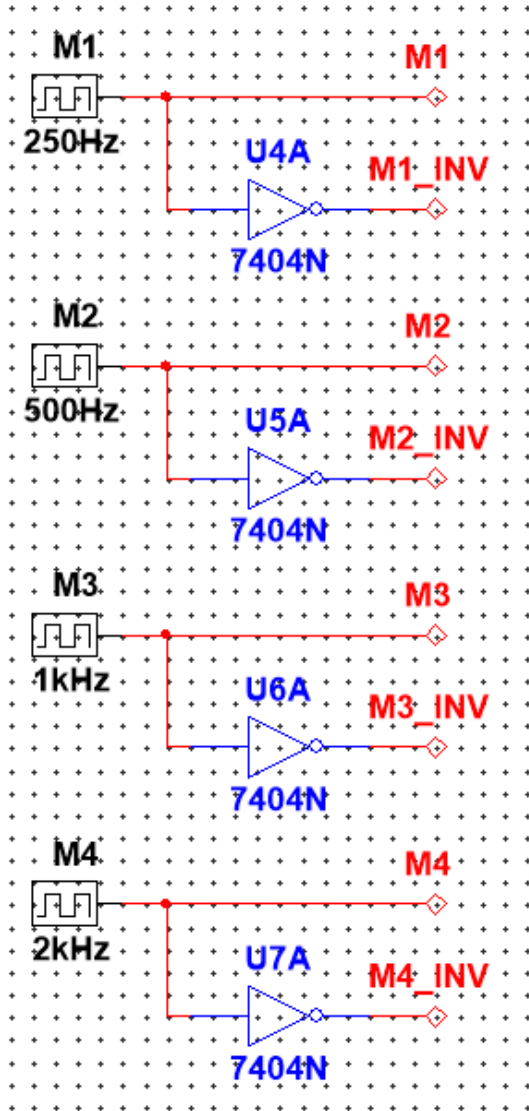 M1
M1
250Hz
U4A
M1_INV
7404N
M2
M2
500Hz
U5A
M2_INV
7404N
M3
M3
1kHz
U6A
M3_INV
7404N
M4
M4
2kHz
U7A
M4_INV
7404N